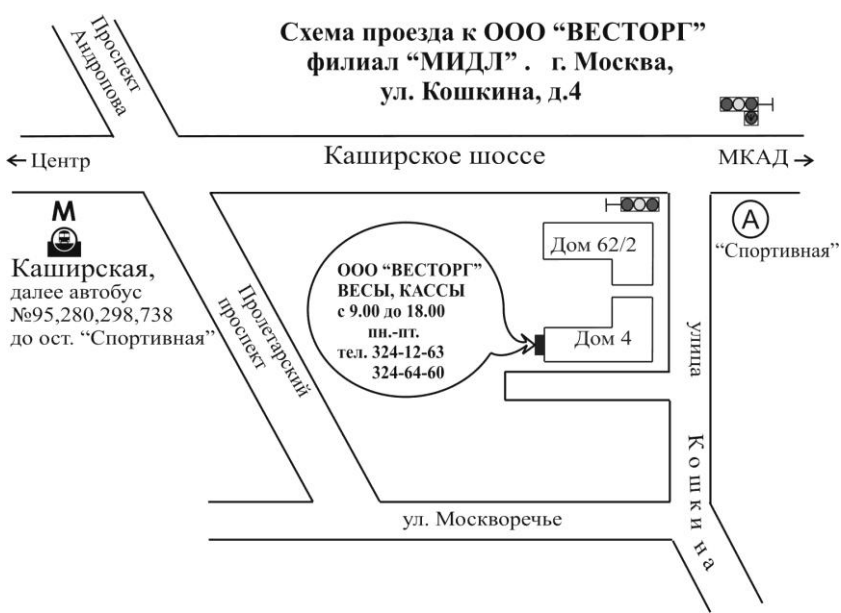 Схема проезда к ООО “ВЕСТОРГ”
филиал “МИДЛ” .   г. Москва,
ул. Кошкина, д.4
Проспект
Андропова
Центр
Каширское шоссе
МКАД
М
Каширская,
далее автобус
№95,280,298,738
до ост. “Спортивная”
Пролетарский
проспект
ООО “ВЕСТОРГ”
ВЕСЫ, КАССЫ
с 9.00 до 18.00
пн.-пт.
тел. 324-12-63
324-64-60
Дом 62/2
Дом 4
А
“Спортивная”
улица Кошкина
ул. Москворечье